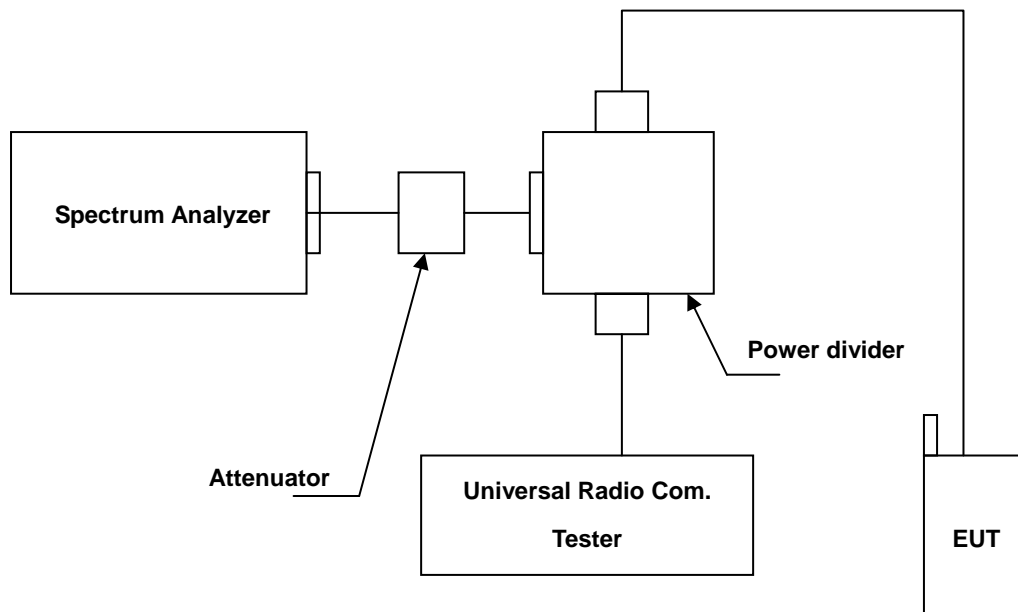 Spectrum Analyzer
Power divider
Attenuator
Universal Radio Com.
Tester
EUT